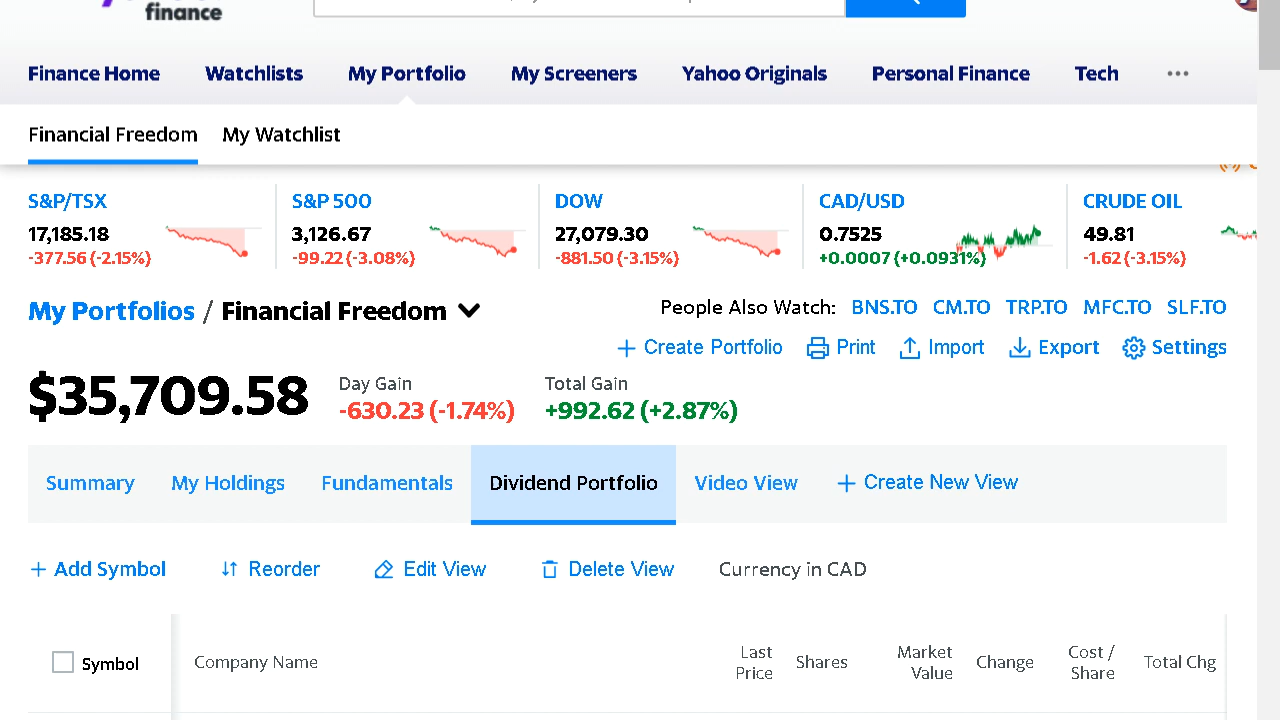 finance
Finance Home Watchlists My Portfolio My Screeners Yahoo Originals Personal Finance Tech ...
Financial Freedom My Watchlist
S&P/TSX S&P 500 DOW CAD/USD CRUDE OIL
17,185.18 3,126.67 27,079.30 0.7525 49.81
-377.56 (-2.15%) -99.22 (-3.08%) -881.50 (-3.15%) +0.0007 (+0.0931%) -1.62 (-3.15%)
My Portfolios / Financial Freedom People Also Watch: BNS.TO CM.TO TRP.TO MFC.TO SLF.TO
+ Create Portfolio Print Import Export Settings
$35,709.58 Day Gain Total Gain
-630.23 (-1.74%) +992.62 (+2.87%)
Summary My Holdings Fundamentals Dividend Portfolio Video View + Create New View
+ Add Symbol Reorder Edit View Delete View Currency in CAD
Symbol Company Name Last Price Shares Market Value Change Cost / Share Total Chg